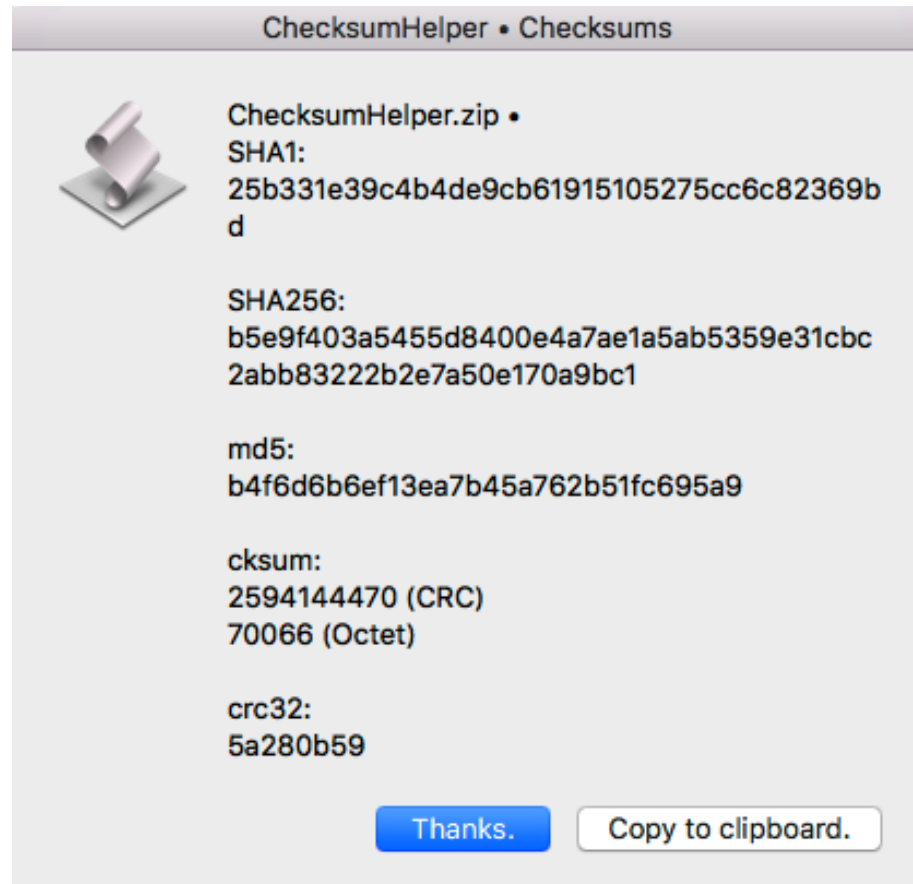 ChecksumHelper • Checksums
ChecksumHelper.zip •
SHA1:
25b331e39c4b4de9cb61915105275cc6c82369b
d
SHA256:
b5e9f403a5455d8400e4a7ae1a5ab5359e31cbc
2abb83222b2e7a50e170a9bc1
md5:
b4f6d6b6ef13ea7b45a762b51fc695a9
cksum:
2594144470 (CRC)
70066 (Octet)
crc32:
5a280b59
Thanks.
Copy to clipboard.